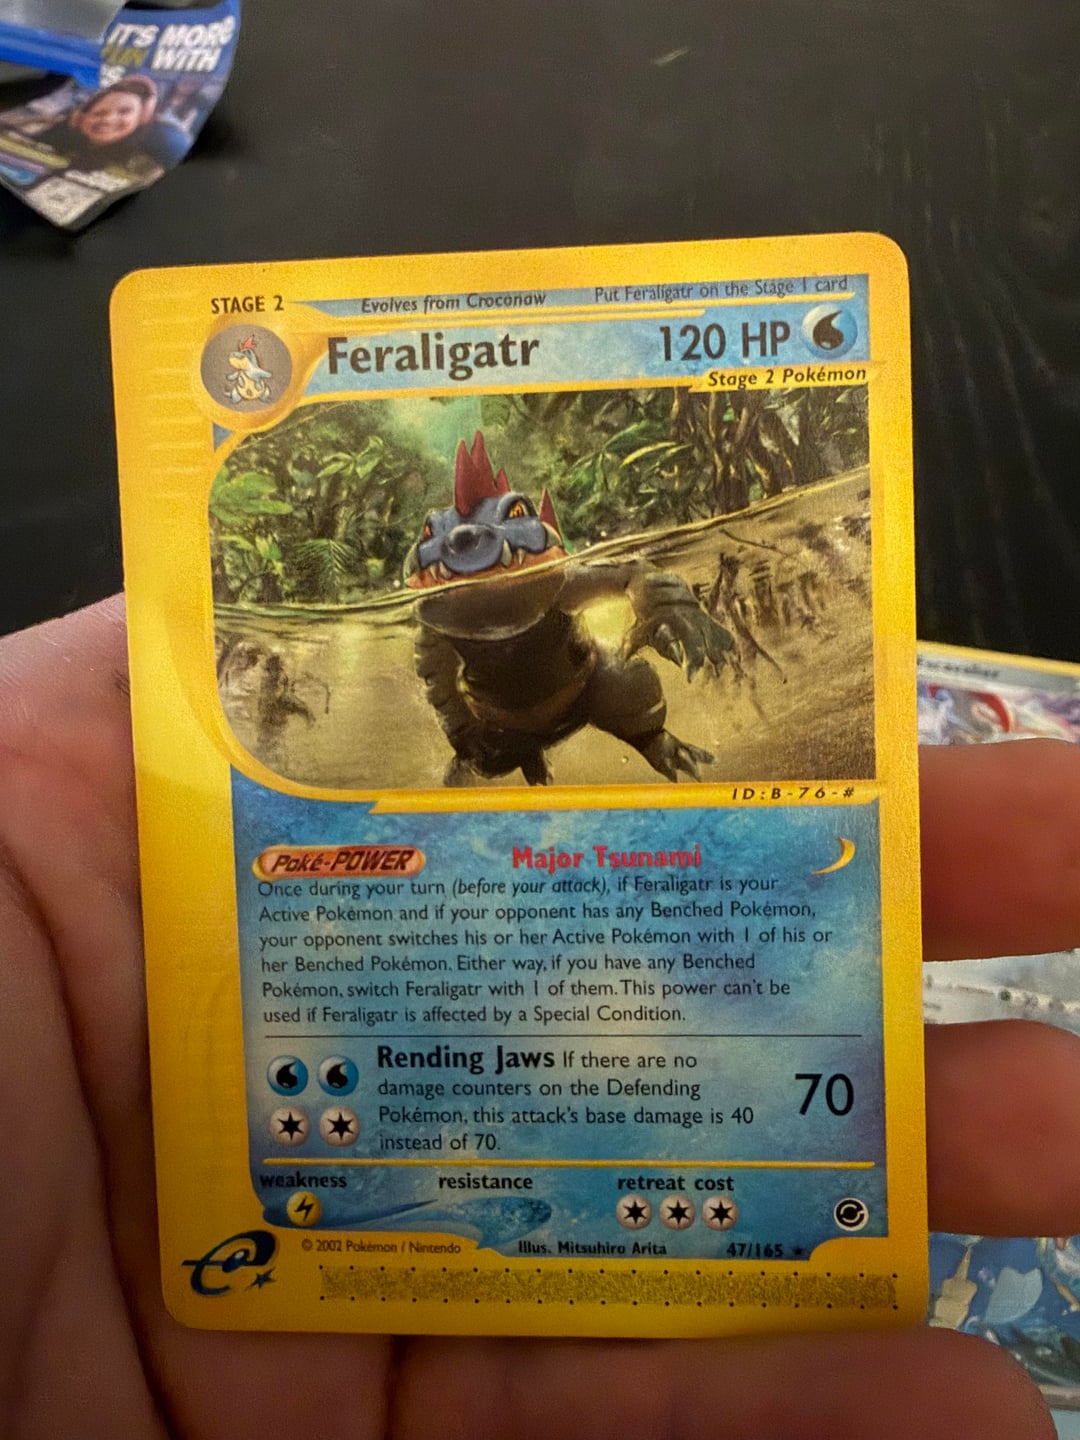 IT'S MORE
FUN WITH
STAGE 2
Evolves from Croconaw
Put Feraligatr on the Stage 1 card
Feraligatr
120 HP
Stage 2 Pokémon
ID:B-76-#
Poké-POWER
Major Tsunami
Once during your turn (before your attack), if Feraligatr is your
Active Pokémon and if your opponent has any Benched Pokémon,
your opponent switches his or her Active Pokémon with 1 of his or
her Benched Pokémon. Either way, if you have any Benched
Pokémon, switch Feraligatr with 1 of them. This power can't be
used if Feraligatr is affected by a Special Condition.
Rending Jaws If there are no
damage counters on the Defending
Pokémon, this attack's base damage is 40
instead of 70.
70
weakness
resistance
retreat cost
© 2002 Pokémon / Nintendo
Illus. Mitsuhiro Arita
47/165 ★
e